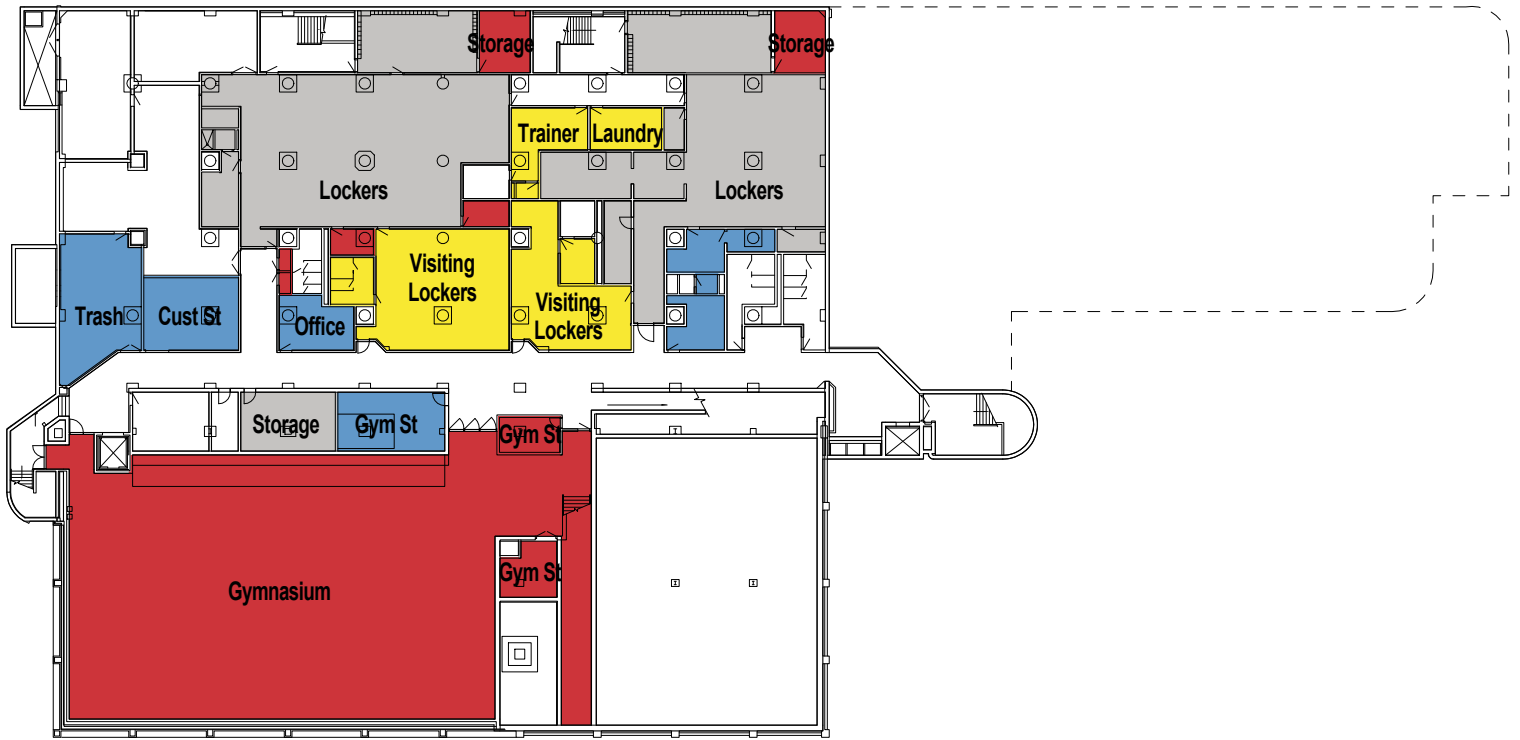 Storage
Storage
Trainer
Laundry
Lockers
Lockers
Visiting
Lockers
Visiting
Lockers
Trash
Cust St
Office
Storage
Gym St
Gym St
Gym St
Gymnasium